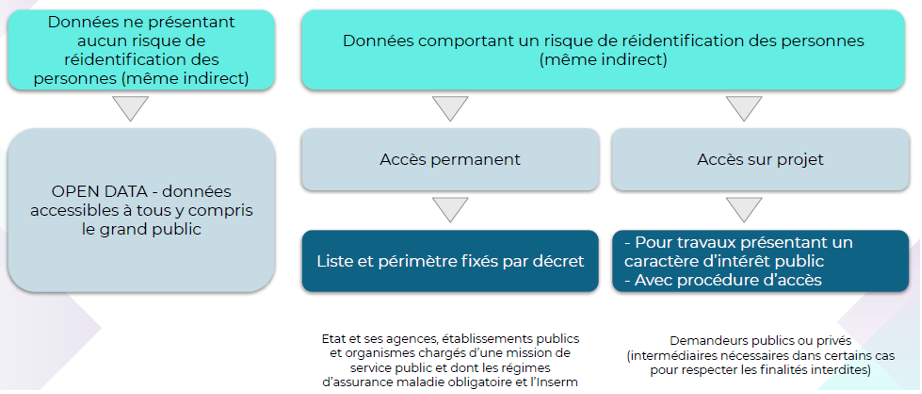 Données ne présentant
aucun risque de
réidentification des
personnes (même indirect)
Données comportant un risque de réidentification des personnes
(même indirect)
OPEN DATA - données
accessibles à tous y compris
le grand public
Accès permanent
Accès sur projet
Liste et périmètre fixés par décret
- Pour travaux présentant un
caractère d'intérêt public
- Avec procédure d'accès
Etat et ses agences, établissements publics
et organismes chargés d'une mission de
service public et dont les régimes
d'assurance maladie obligatoire et l'Inserm
Demandeurs publics ou privés
(intermédiaires nécessaires dans certains cas
pour respecter les finalités interdites)